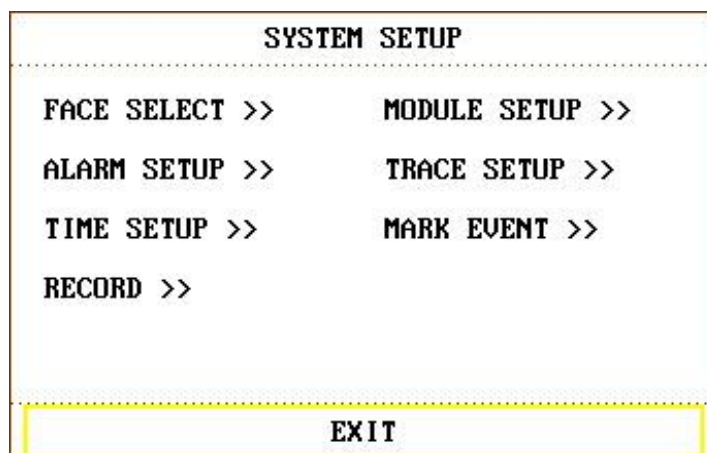 SYSTEM SETUP
FACE SELECT >> MODULE SETUP >>
ALARM SETUP >> TRACE SETUP >>
TIME SETUP >> MARK EVENT >>
RECORD >>
EXIT